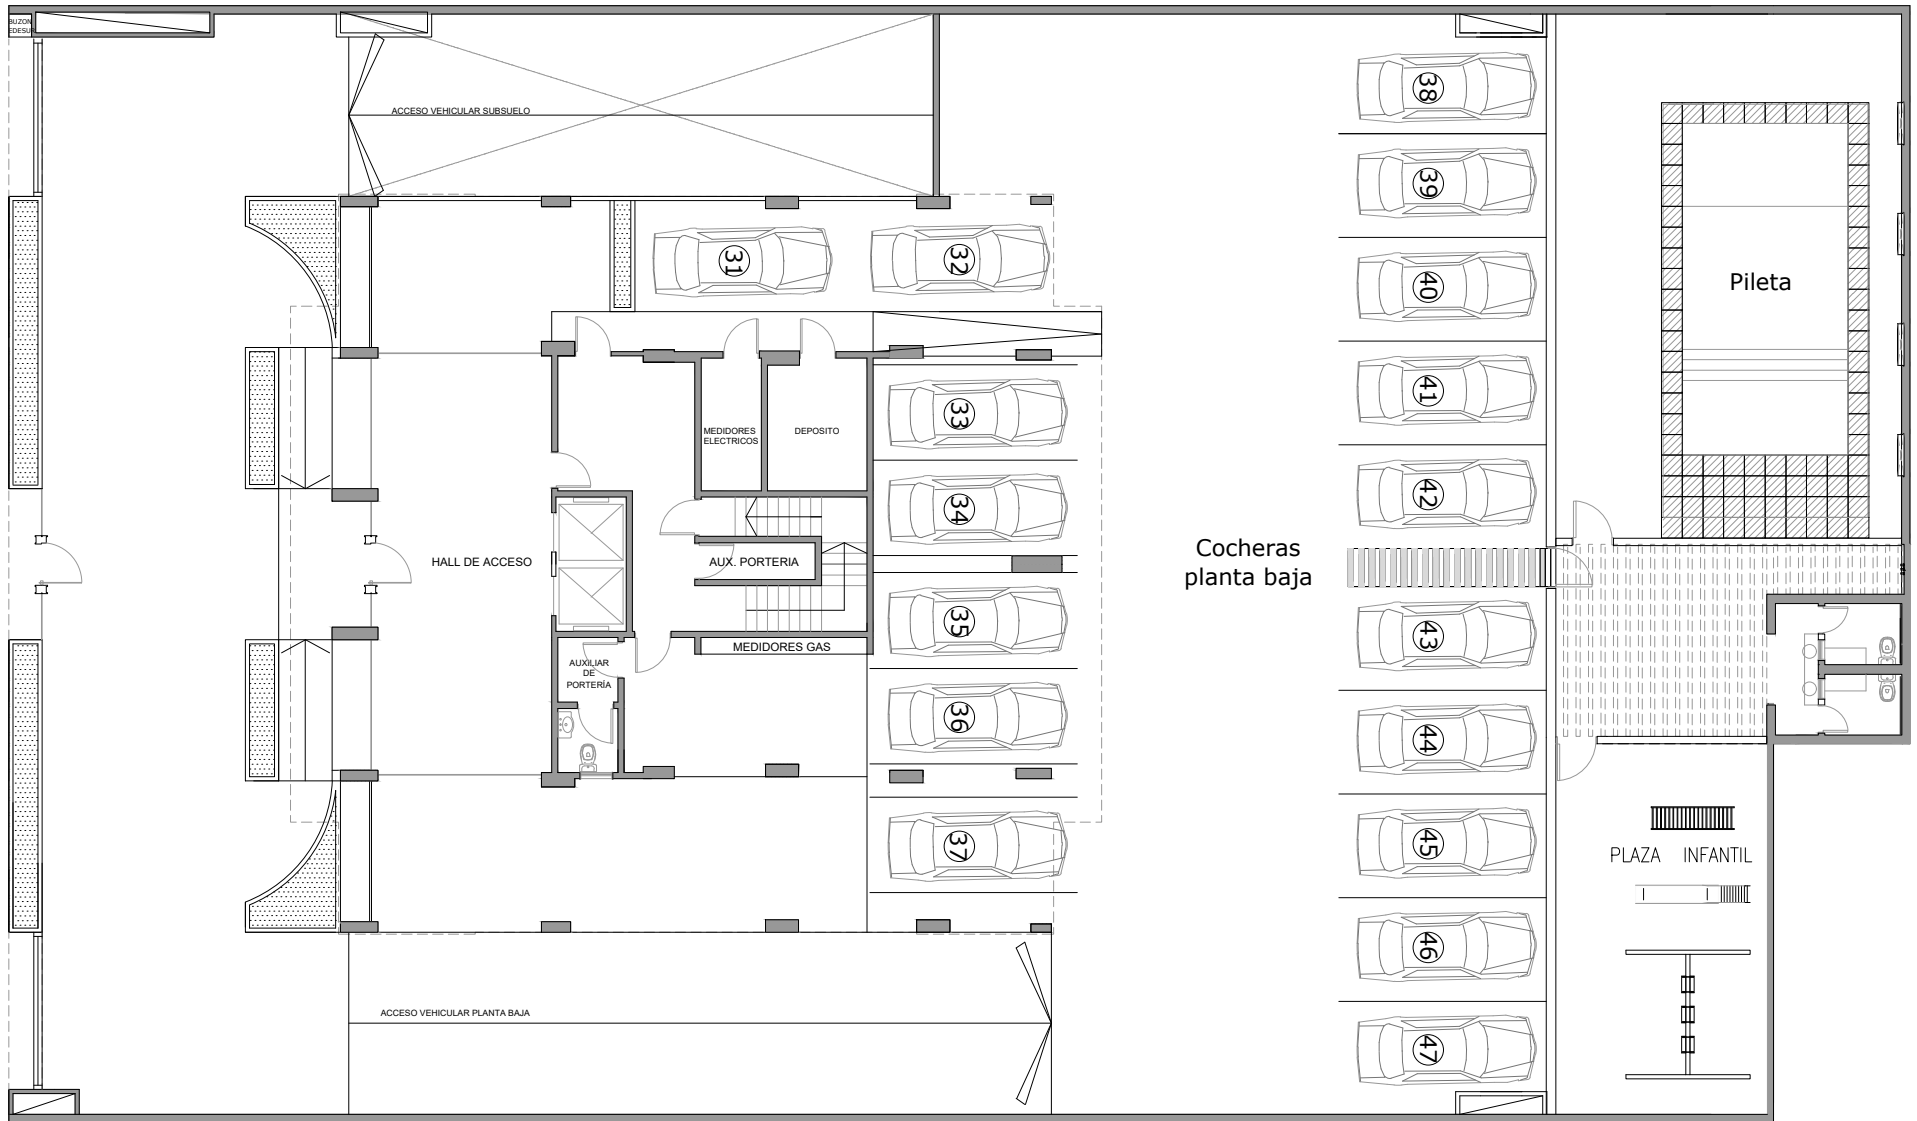 BUZON
EDESUR
ACCESO VEHICULAR SUBSUELO
38
39
31
32
40
Pileta
41
33
MEDIDORES
ELECTRICOS
DEPOSITO
42
34
Cocheras
planta baja
HALL DE ACCESO
AUX. PORTERIA
35
43
MEDIDORES GAS
AUXILIAR
DE
PORTERÍA
36
44
37
45
PLAZA INFANTIL
46
ACCESO VEHICULAR PLANTA BAJA
47